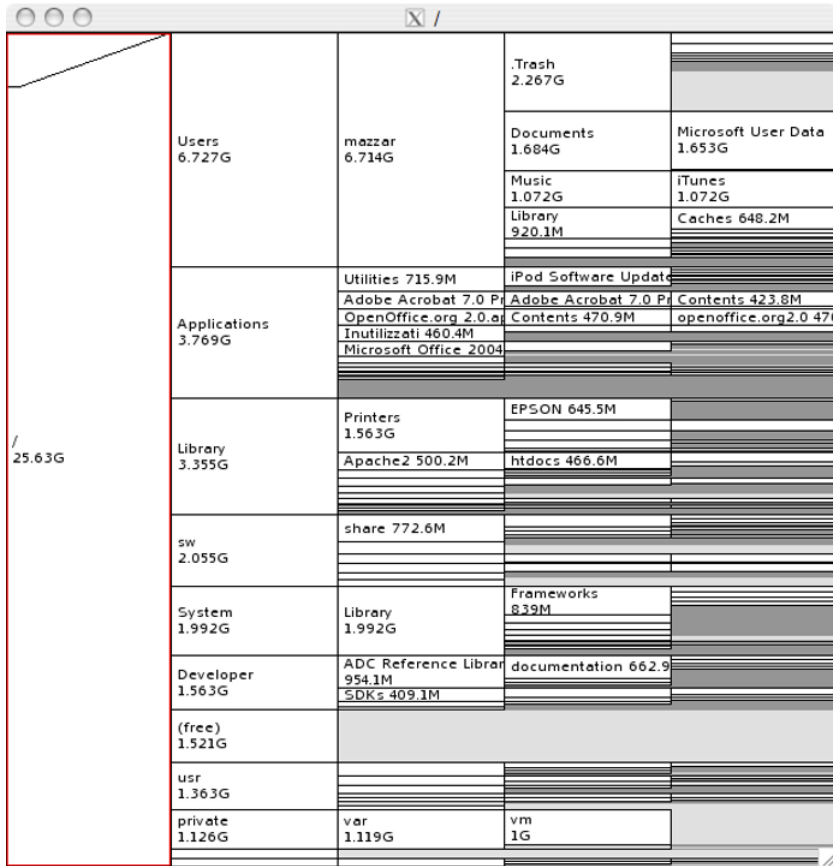 X /
/
25.63G
Users
6.727G
Applications
3.769G
Library
3.355G
sw
2.055G
System
1.992G
Developer
1.563G
(free)
1.521G
usr
1.363G
private
1.126G
mazzar
6.714G
Utilities 715.9M
Adobe Acrobat 7.0 Pr
OpenOffice.org 2.0.ap
Inutilizzati 460.4M
Microsoft Office 2004
Printers
1.563G
Apache2 500.2M
share 772.6M
Library
1.992G
ADC Reference Librar
954.1M
SDKs 409.1M
var
1.119G
.Trash
2.267G
Documents
1.684G
Music
1.072G
Library
920.1M
iPod Software Update
Adobe Acrobat 7.0 Pr
Contents 470.9M
EPSON 645.5M
htdocs 466.6M
Frameworks
839M
documentation 662.9
vm
1G
Microsoft User Data
1.653G
iTunes
1.072G
Caches 648.2M
Contents 423.8M
openoffice.org2.0 470